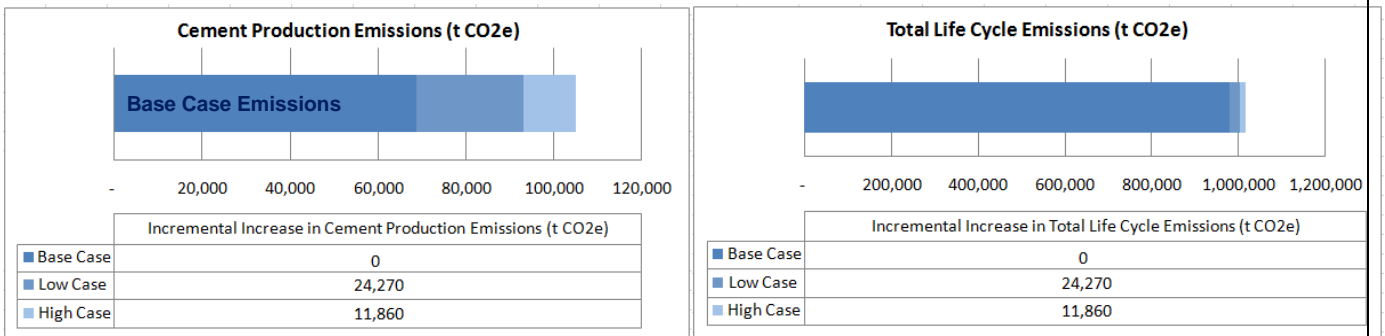 Cement Production Emissions (t CO2e)
Base Case Emissions
- 20,000 40,000 60,000 80,000 100,000 120,000
Incremental Increase in Cement Production Emissions (t CO2e)
Base Case 0
Low Case 24,270
High Case 11,860
Total Life Cycle Emissions (t CO2e)
- 200,000 400,000 600,000 800,000 1,000,000 1,200,000
Incremental Increase in Total Life Cycle Emissions (t CO2e)
Base Case 0
Low Case 24,270
High Case 11,860